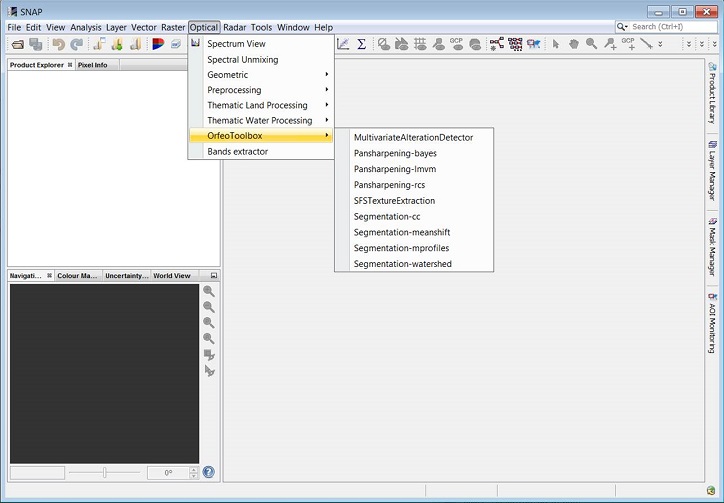 SNAP
File Edit View Analysis Layer Vector Raster Optical Radar Tools Window Help
Search (Ctrl+I)
GCP GCP
Product Explorer Pixel Info
Spectrum View
Spectral Unmixing
Geometric
Preprocessing
Thematic Land Processing
Thematic Water Processing
OrfeoToolbox
Bands extractor
MultivariateAlterationDetector
Pansharpening-bayes
Pansharpening-lmvm
Pansharpening-rcs
SFSTextureExtraction
Segmentation-cc
Segmentation-meanshift
Segmentation-mprofiles
Segmentation-watershed
Product Library
Layer Manager
Mask Manager
AOI Monitoring
Navigati... Colour Ma... Uncertainty... World View
0°